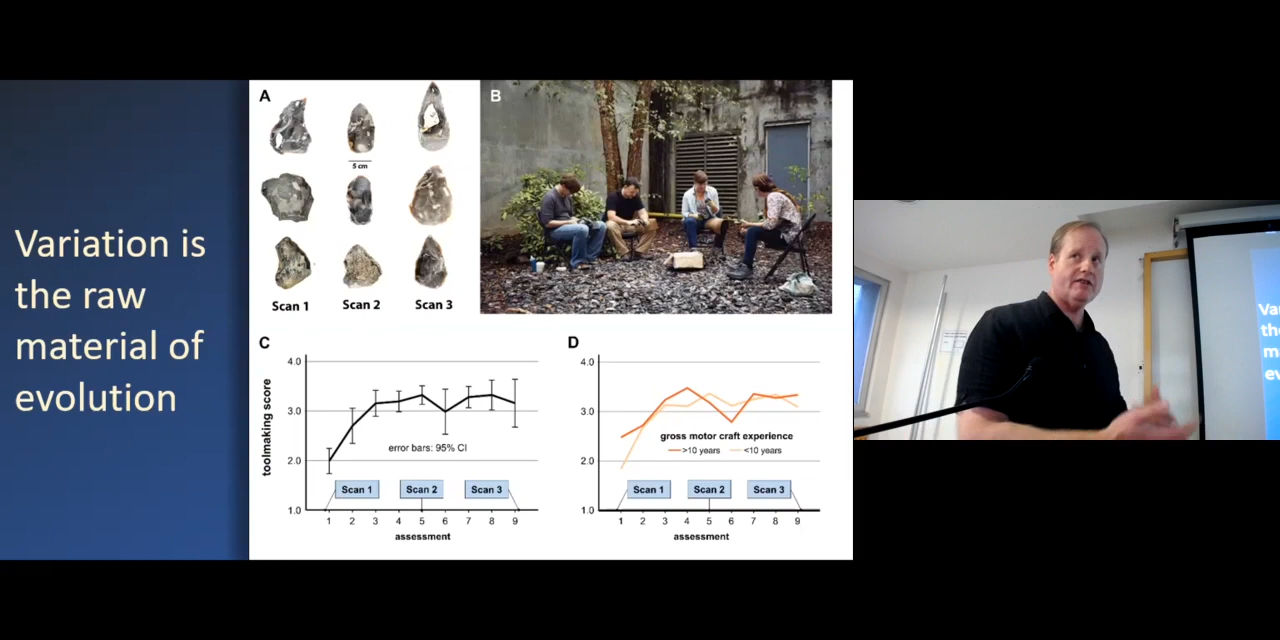 Variation is
the raw
material of
evolution
A
5 cm
Scan 1 Scan 2 Scan 3
B
C
4.0
3.0
2.0
1.0
toolmaking score
error bars: 95% CI
Scan 1 Scan 2 Scan 3
1 2 3 4 5 6 7 8 9
assessment
D
4.0
3.0
2.0
1.0
gross motor craft experience
>10 years <10 years
Scan 1 Scan 2 Scan 3
1 2 3 4 5 6 7 8 9
assessment
Va
the
m
ev